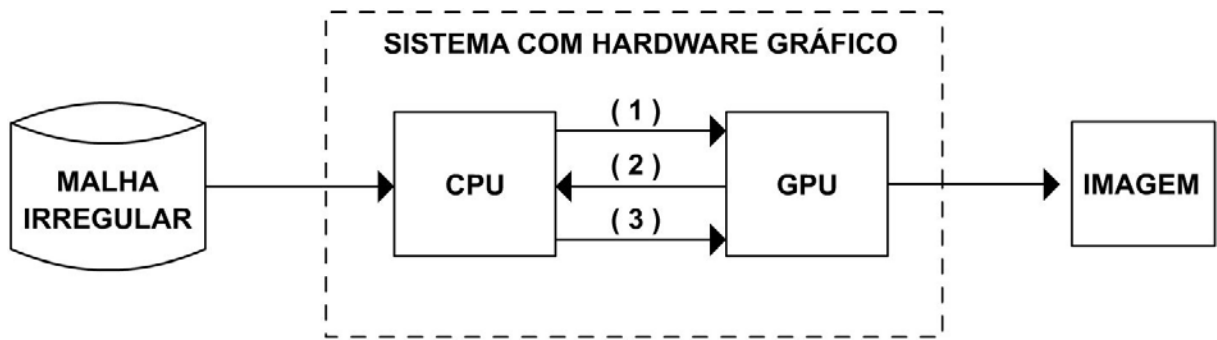 SISTEMA COM HARDWARE GRÁFICO
MALHA
IRREGULAR
CPU
( 1 )
( 2 )
( 3 )
GPU
IMAGEM